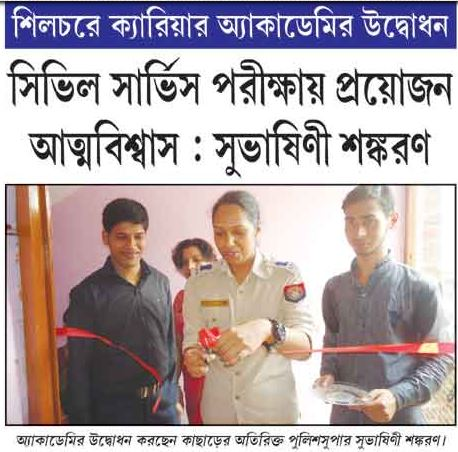 শিলচরে ক্যারিয়ার অ্যাকাডেমির উদ্বোধন
সিভিল সার্ভিস পরীক্ষায় প্রয়োজন
আত্মবিশ্বাস : সুভাষিণী শঙ্করণ
অ্যাকাডেমির উদ্বোধন করছেন কাছাড়ের অতিরিক্ত পুলিশসুপার সুভাষিণী শঙ্করণ।